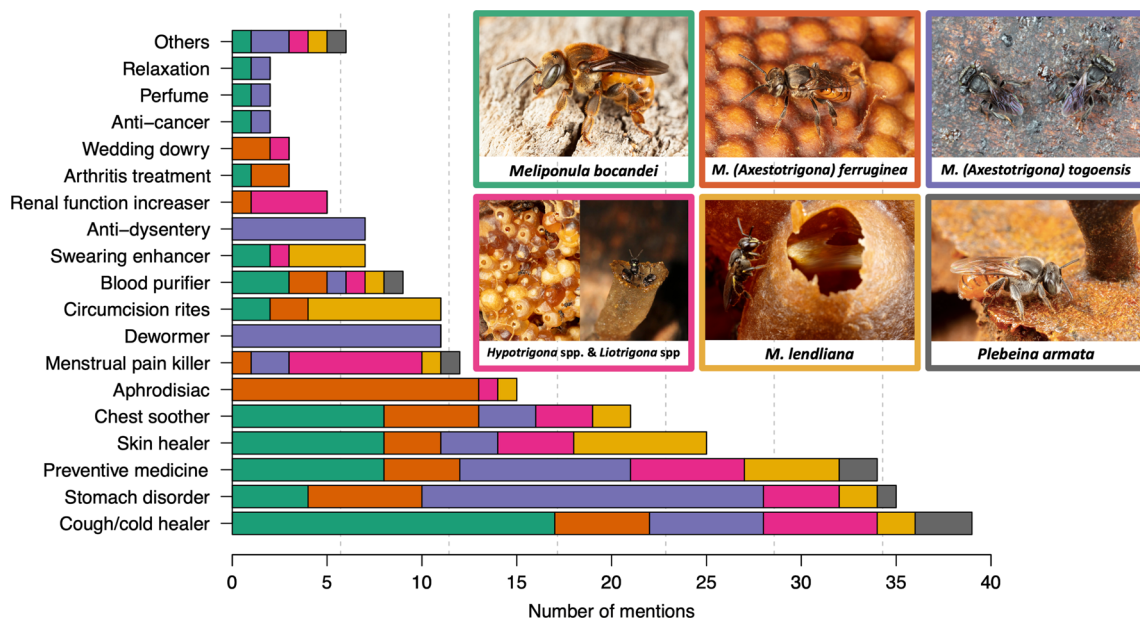 Others
Relaxation
Perfume
Anti−cancer
Wedding dowry
Arthritis treatment
Renal function increaser
Anti−dysentery
Swearing enhancer
Blood purifier
Circumcision rites
Dewormer
Menstrual pain killer
Aphrodisiac
Chest soother
Skin healer
Preventive medicine
Stomach disorder
Cough/cold healer
0 5 10 15 20 25 30 35 40
Number of mentions
Meliponula bocandei
M. (Axestotrigona) ferruginea
M. (Axestotrigona) togoensis
Hypotrigona spp. & Liotrigona spp
M. lendliana
Plebeina armata